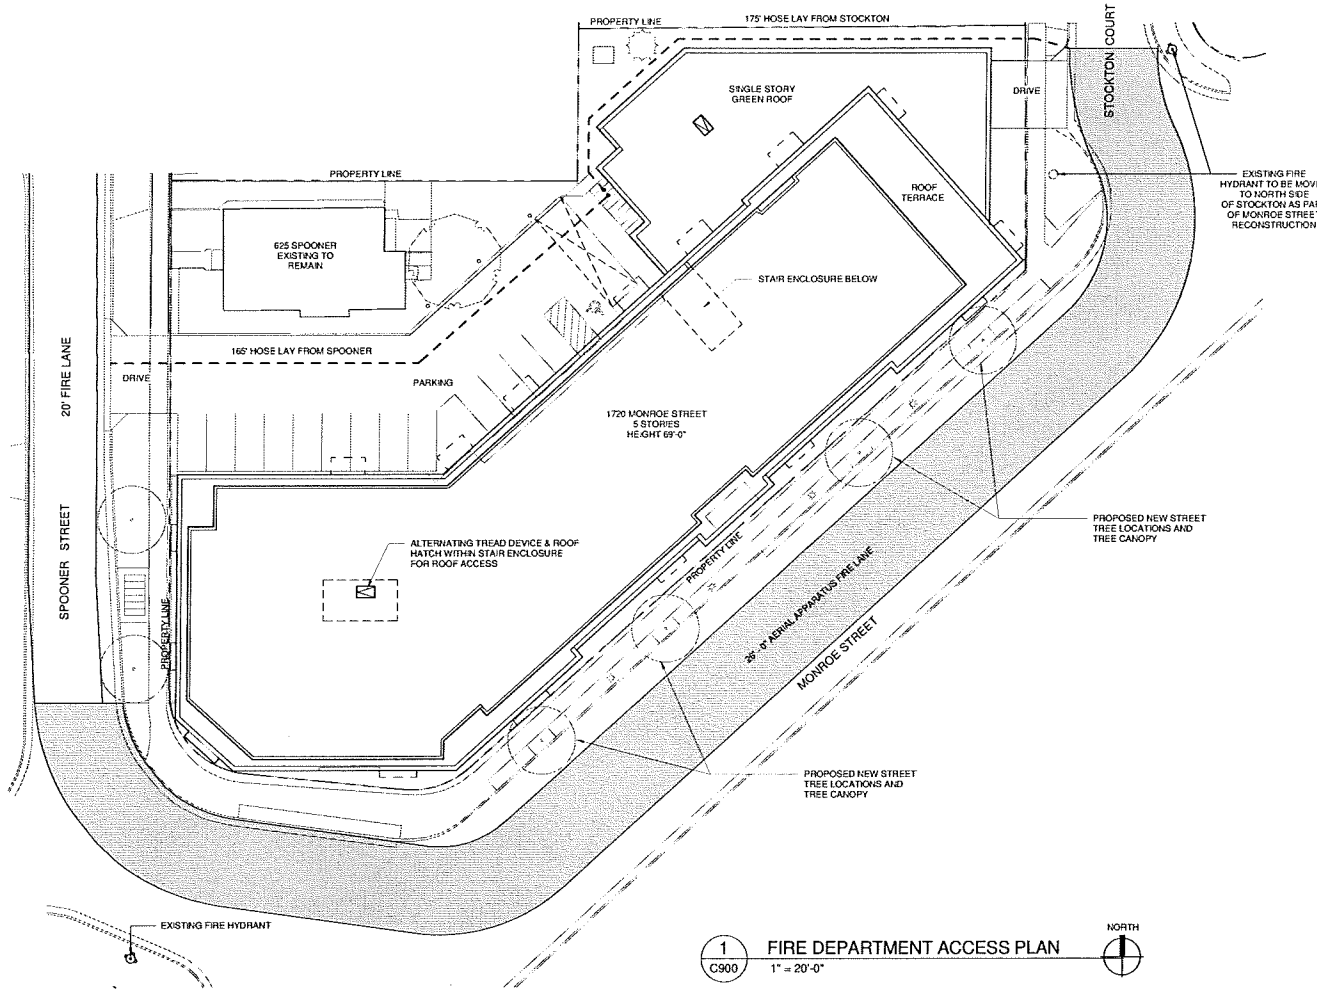 PROPERTY LINE
175' HOSE LAY FROM STOCKTON
STOCKTON COURT
SINGLE STORY
GREEN ROOF
DRIVE
EXISTING FIRE
HYDRANT TO BE
TO NORTH SIDE
OF STOCKTON AS
OF MONROE
RECONSTRUCTION
PROPERTY LINE
ROOF
TERRACE
625 SPOONER
EXISTING TO
REMAIN
STAIR ENCLOSURE BELOW
165' HOSE LAY FROM SPOONER
20' FIRE LANE
DRIVE
PARKING
1720 MONROE STREET
5 STORIES
HEIGHT 69'-0"
SPOONER STREET
ALTERNATING TREAD DEVICE & ROOF
HATCH WITHIN STAIR ENCLOSURE
FOR ROOF ACCESS
PROPERTY LINE
PROPERTY LINE
PROPOSED NEW STREET
TREE LOCATIONS AND
TREE CANOPY
26'-0" AERIAL APPARATUS FIRE LANE
MONROE STREET
PROPOSED NEW STREET
TREE LOCATIONS AND
TREE CANOPY
EXISTING FIRE HYDRANT
1
C900
FIRE DEPARTMENT ACCESS PLAN
1" = 20'-0"
NORTH